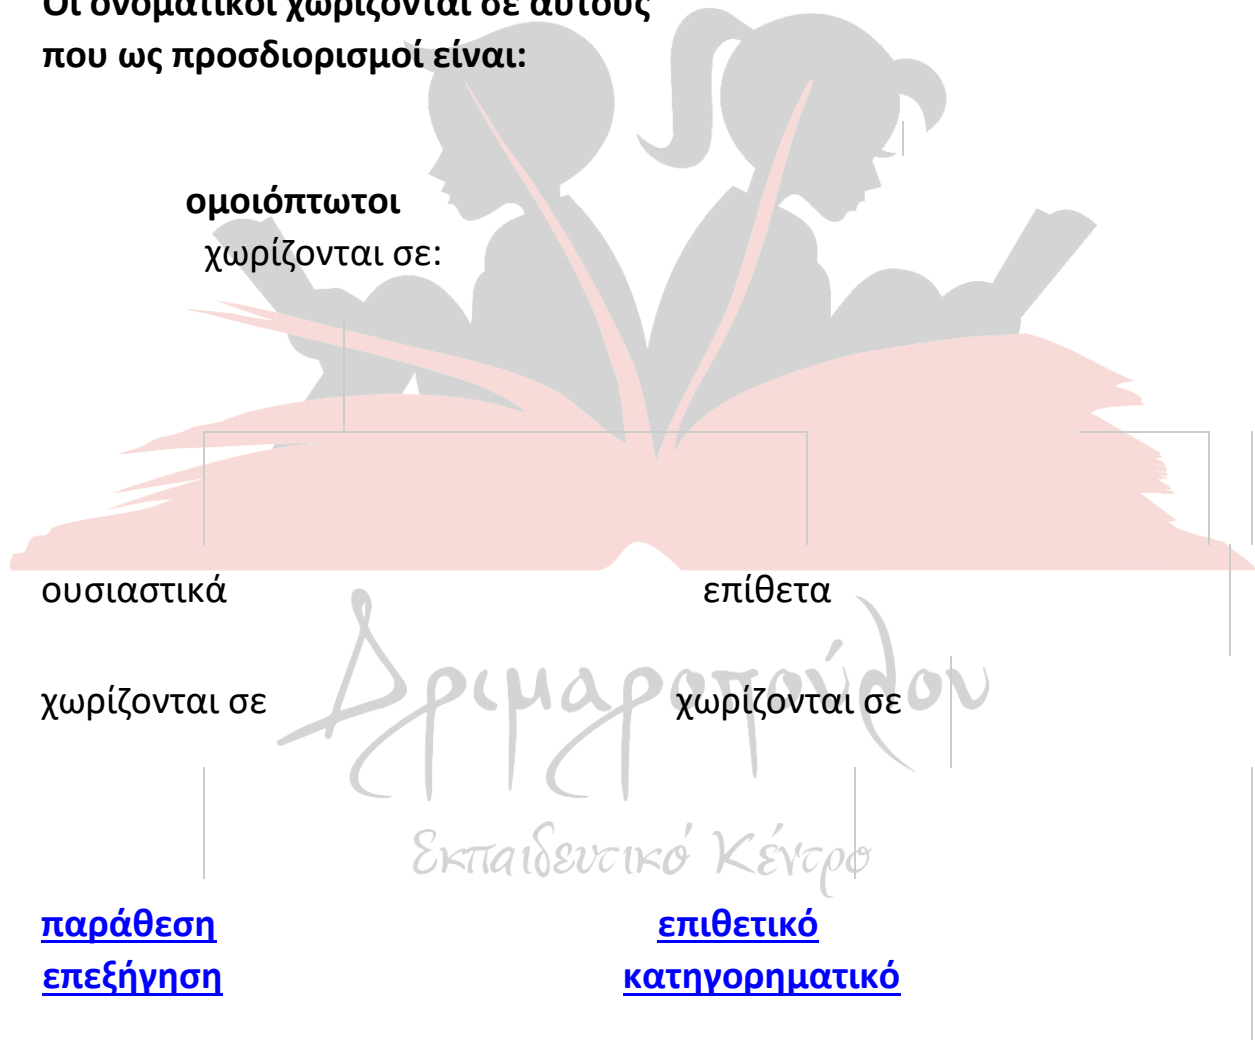 Οι ονοματικοί χωρίζονται σε αυτούς
που ως προσδιορισμοί είναι:
ομοιόπτωτοι
χωρίζονται σε:
ουσιαστικά επίθετα
χωρίζονται σε χωρίζονται σε
Δριμαροπούλου
Εκπαιδευτικό Κέντρο
παράθεση επιθετικό
επεξήγηση κατηγορηματικό